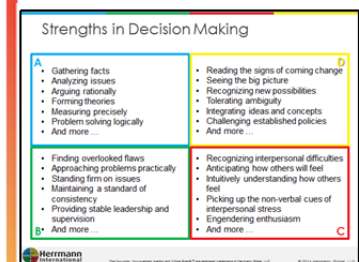 Strengths in Decision Making
A
• Gathering facts
• Analyzing issues
• Arguing rationally
• Forming theories
• Measuring precisely
• Problem solving logically
• And more ...
D
• Reading the signs of coming change
• Seeing the big picture
• Recognizing new possibilities
• Tolerating ambiguity
• Integrating ideas and concepts
• Challenging established policies
• And more ...
B
• Finding overlooked flaws
• Approaching problems practically
• Standing firm on issues
• Maintaining a standard of
consistency
• Providing stable leadership and
supervision
• And more ...
C
• Recognizing interpersonal difficulties
• Anticipating how others will feel
• Intuitively understanding how others
feel
• Picking up the non-verbal cues of
interpersonal stress
• Engendering enthusiasm
• And more ...
Herrmann
International